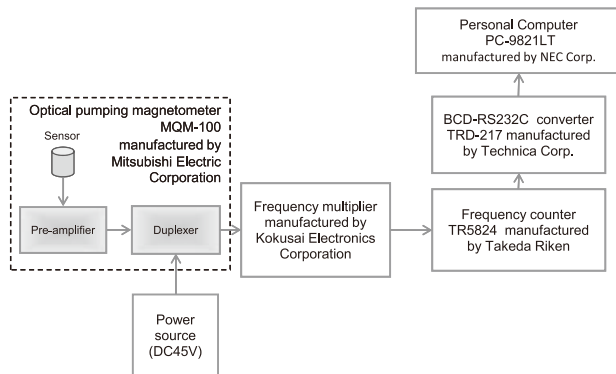 Personal Computer
PC-9821LT
manufactured by NEC Corp.
Optical pumping magnetometer
MQM-100
manufactured by
Mitsubishi Electric
Corporation
Sensor
BCD-RS232C converter
TRD-217 manufactured
by Technica Corp.
Pre-amplifier
Duplexer
Frequency multiplier
manufactured by
Kokusai Electronics
Corporation
Frequency counter
TR5824 manufactured
by Takeda Riken
Power
source
(DC45V)